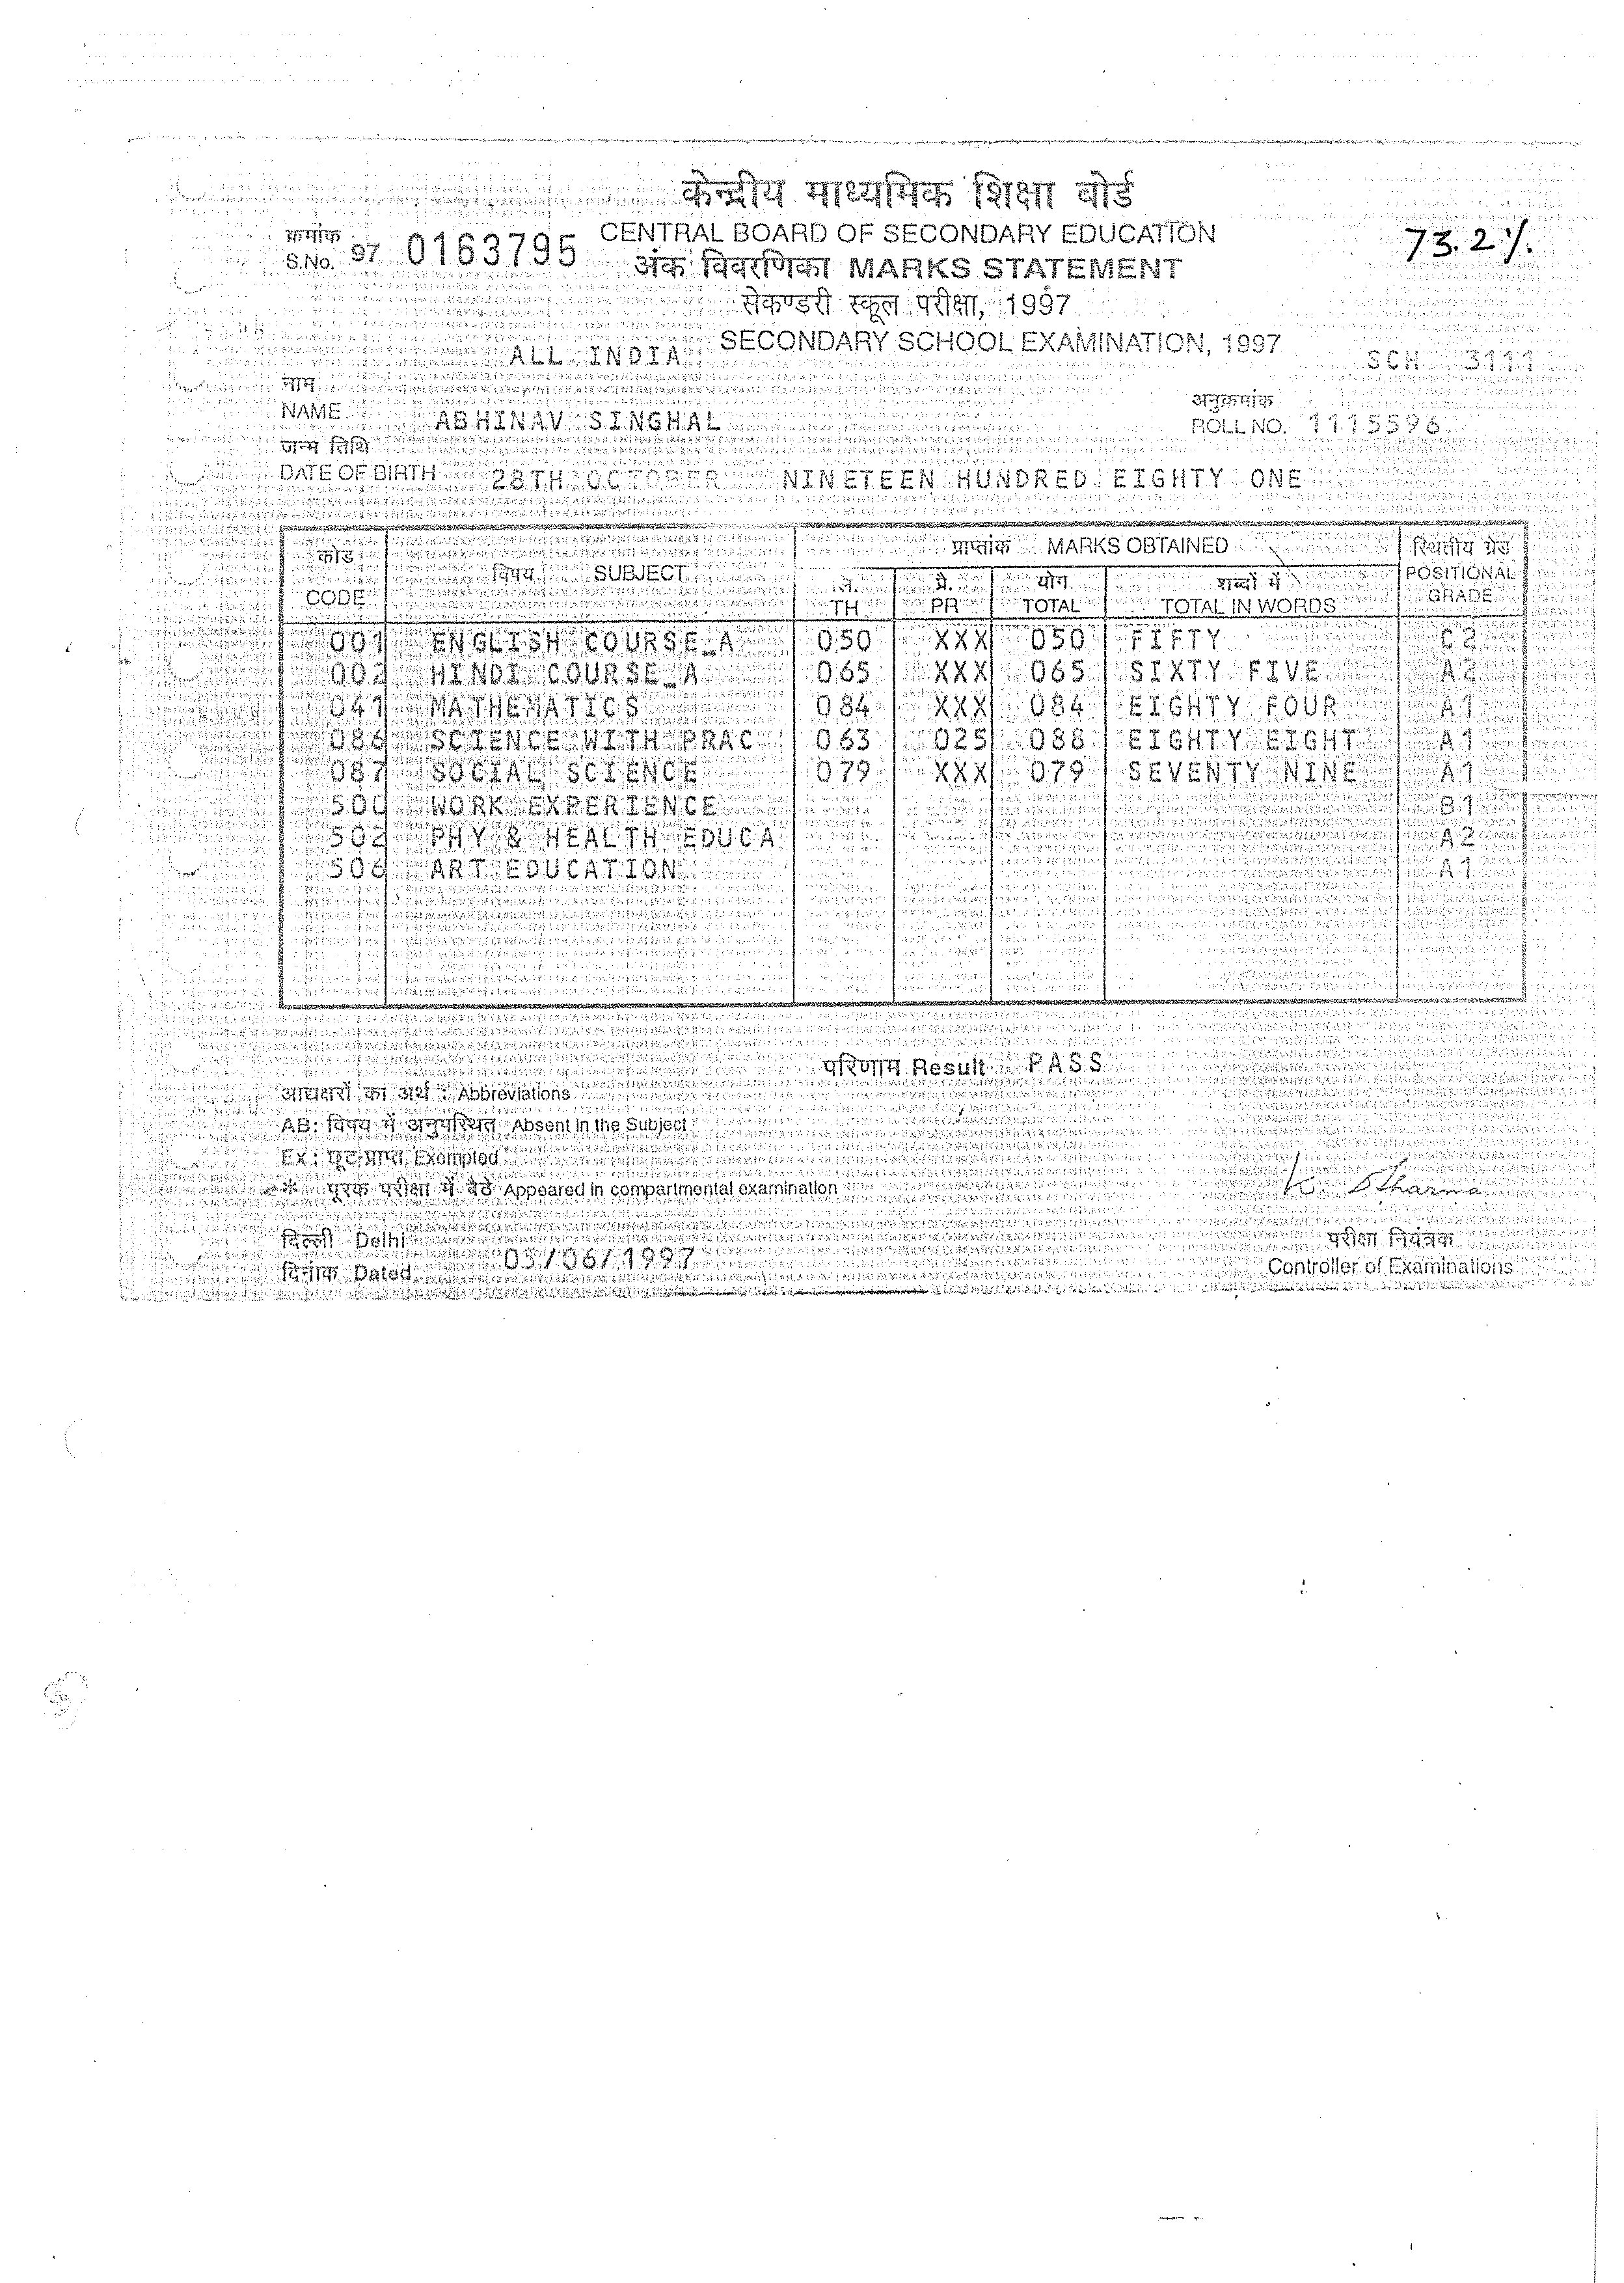 केन्द्रीय माध्यमिक शिक्षा बोर्ड
CENTRAL BOARD OF SECONDARY EDUCATION
क्रमांक
S.No. 97 0163795
73.2%
अंक विवरणिका MARKS STATEMENT
सेकण्डरी स्कूल परीक्षा, 1997
SECONDARY SCHOOL EXAMINATION, 1997
ALL INDIA
SCH 3111
नाम
NAME ABHINAV SINGHAL
अनुक्रमांक
ROLL NO. 1115596
जन्म तिथि
DATE OF BIRTH 28TH OCTOBER NINETEEN HUNDRED EIGHTY ONE
कोड विषय SUBJECT प्राप्तांक MARKS OBTAINED स्थितीय ग्रेड
CODE POSITIONAL GRADE
लि. प्रै. योग शब्दों में
TH PR TOTAL TOTAL IN WORDS
001 ENGLISH COURSE A 050 XXX 050 FIFTY C2
002 HINDI COURSE A 065 XXX 065 SIXTY FIVE A2
041 MATHEMATICS 084 XXX 084 EIGHTY FOUR A1
086 SCIENCE WITH PRAC 063 025 088 EIGHTY EIGHT A1
087 SOCIAL SCIENCE 079 XXX 079 SEVENTY NINE A1
500 WORK EXPERIENCE B1
502 PHY & HEALTH EDUCA A2
506 ART EDUCATION A1
परिणाम Result PASS
अक्षरों का अर्थ : Abbreviations
AB: विषय में अनुपस्थित Absent in the Subject
Ex: छूट प्राप्त Exempted
* पूरक परीक्षा में बैठे Appeared in compartmental examination
K. Sharma
दिल्ली Delhi
परीक्षा नियंत्रक
दिनांक Dated 03/06/1997
Controller of Examinations